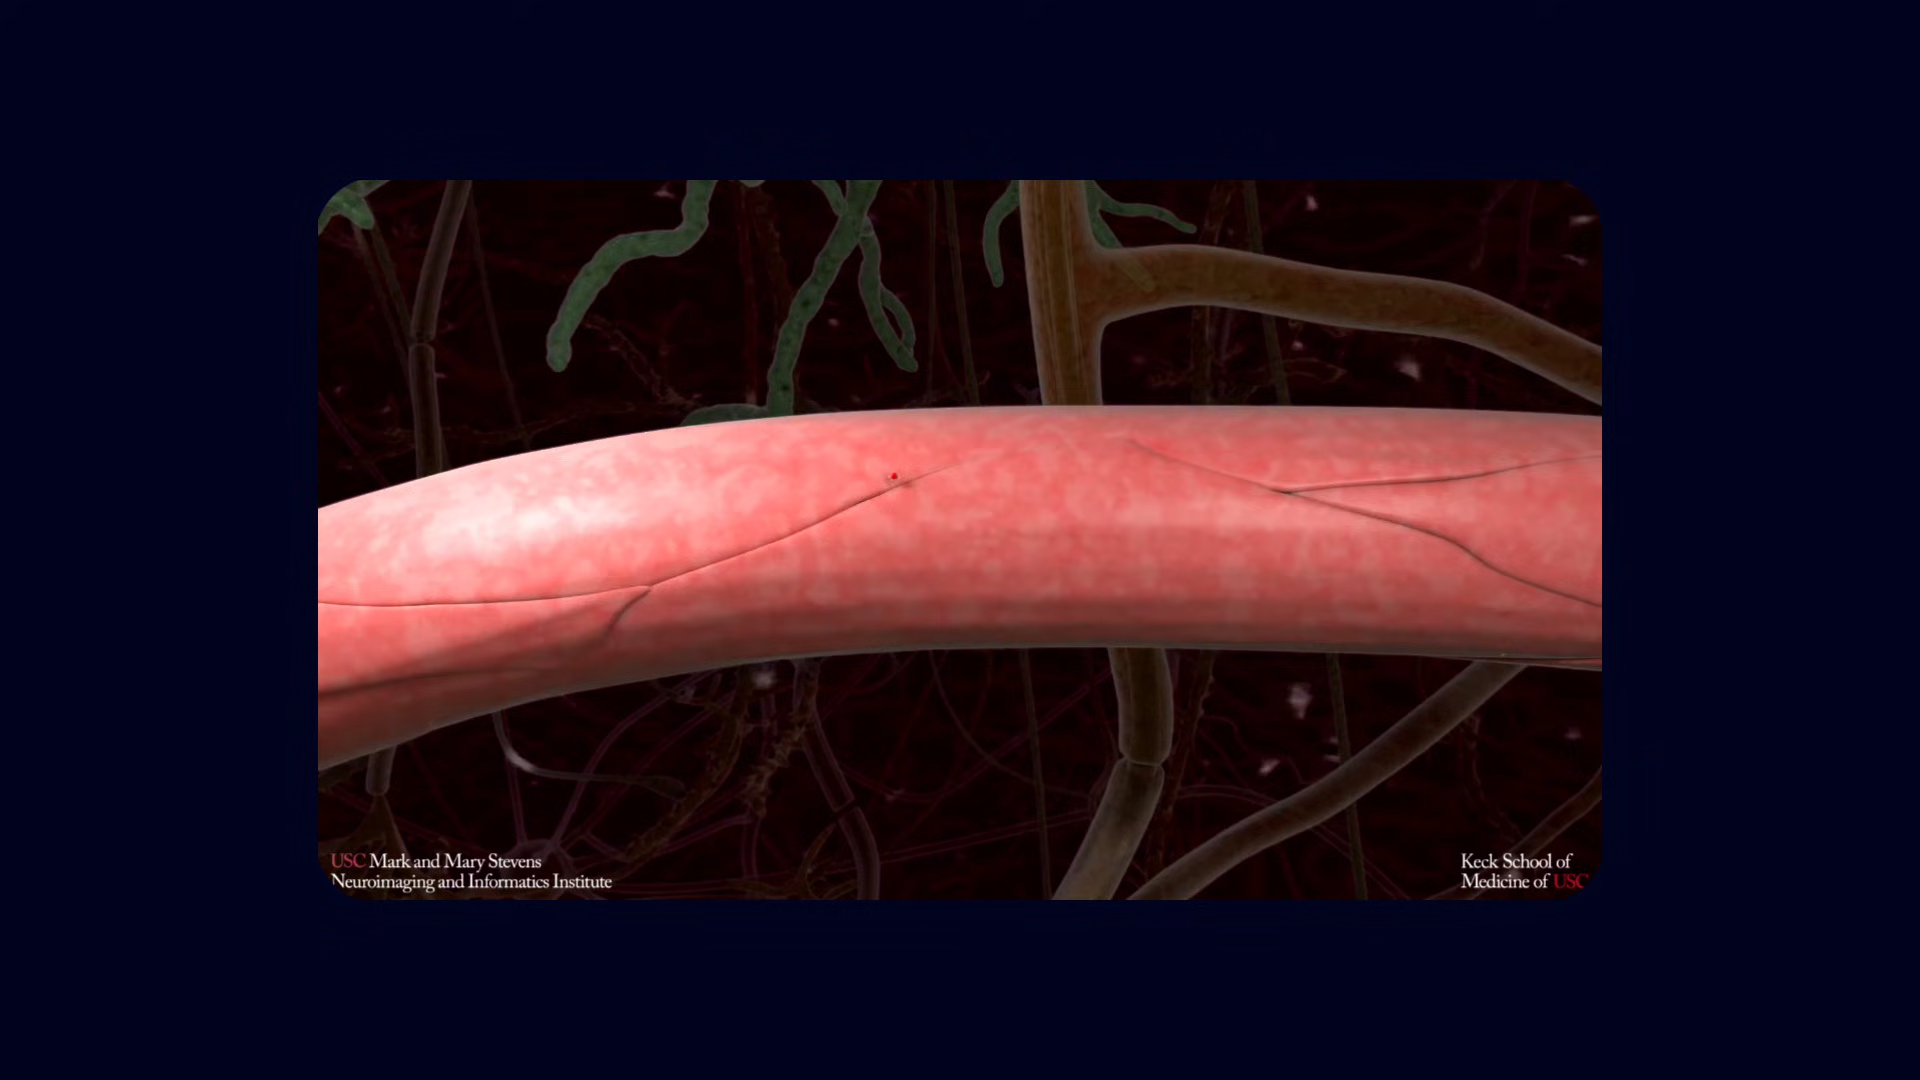 USC Mark and Mary Stevens
Neuroimaging and Informatics Institute
Keck School of
Medicine of USC